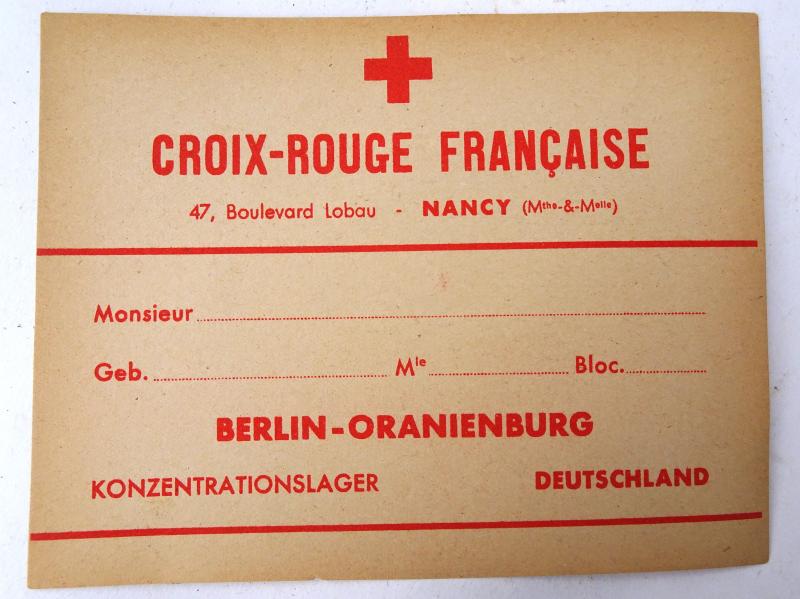 CROIX-ROUGE FRANÇAISE
47, Boulevard Lobau - NANCY (Mthe-&-Melle)
Monsieur
Geb. Mle Bloc.
BERLIN-ORANIENBURG
KONZENTRATIONSLAGER DEUTSCHLAND